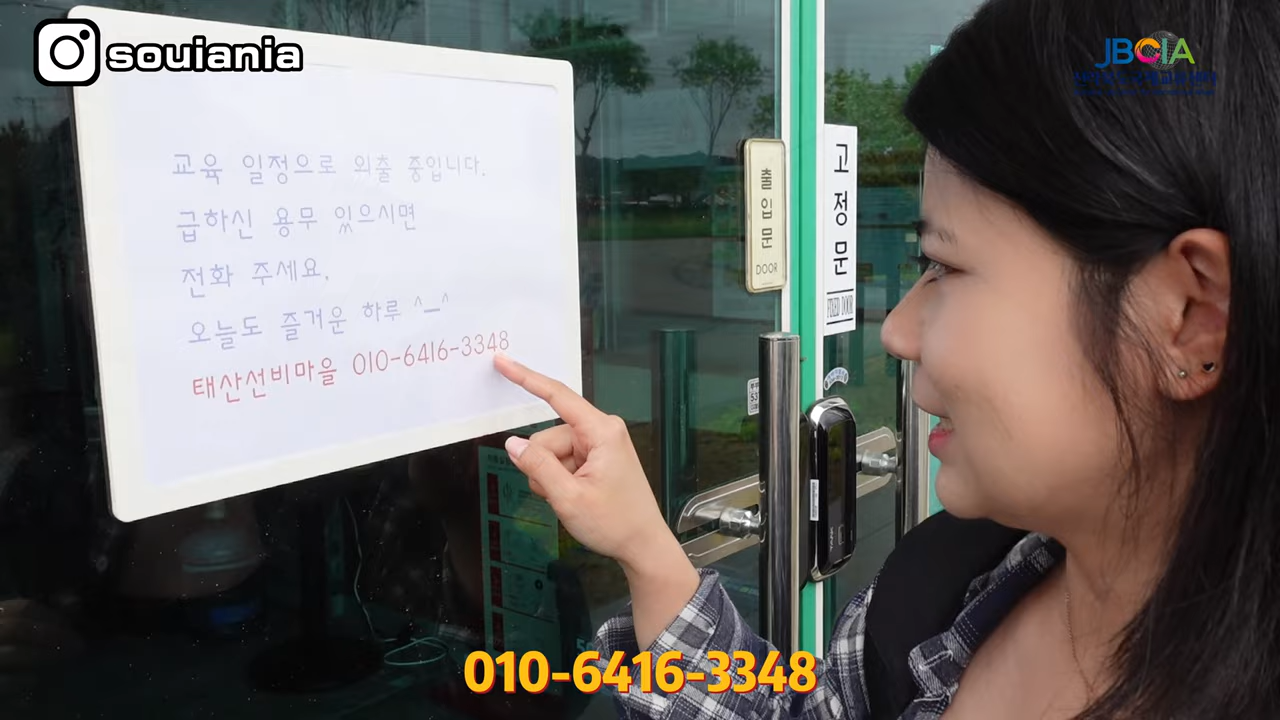 souiania
JBCIA
교육 일정으로 외출 중입니다.
급하신 용무 있으시면
전화 주세요.
오늘도 즐거운 하루 ^_^
태산선비마을 010-6416-3348
출입문
DOOR
고정문
FIXED DOOR
010-6416-3348